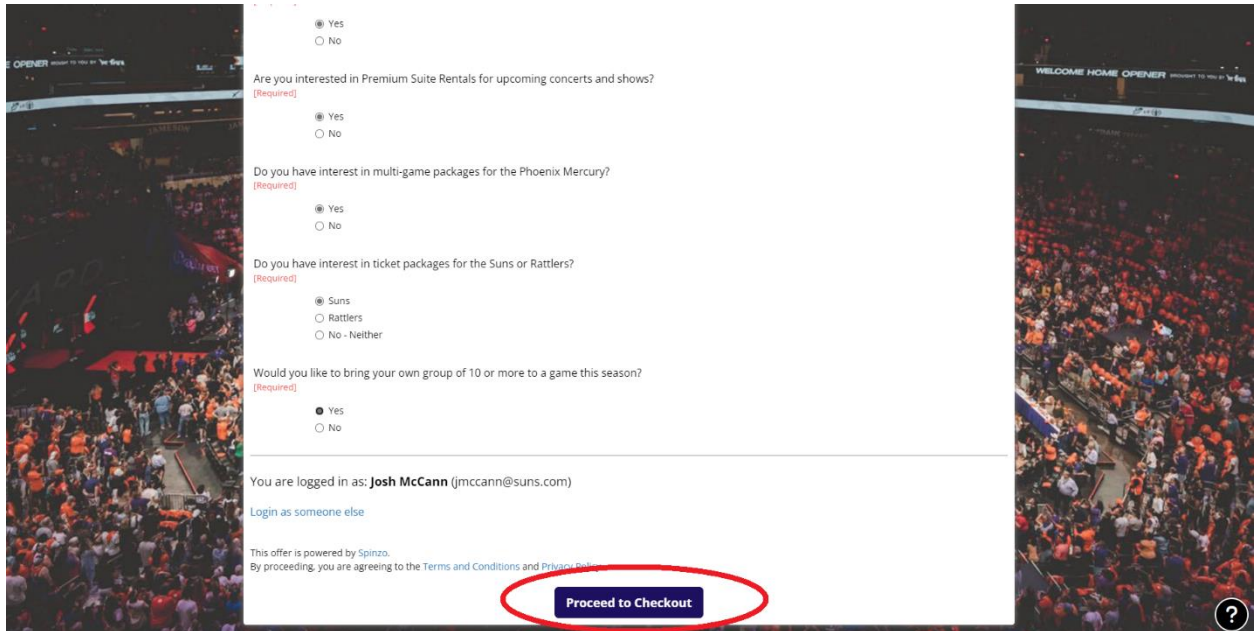 Yes
No
E OPENER
WELCOME HOME OPENER
Are you interested in Premium Suite Rentals for upcoming concerts and shows?
[Required]
Yes
No
JAMESON
Do you have interest in multi-game packages for the Phoenix Mercury?
[Required]
Yes
No
Do you have interest in ticket packages for the Suns or Rattlers?
[Required]
Suns
Rattlers
No - Neither
Would you like to bring your own group of 10 or more to a game this season?
[Required]
Yes
No
You are logged in as: Josh McCann (jmccann@suns.com)
Login as someone else
This offer is powered by Spinzo.
By proceeding, you are agreeing to the Terms and Conditions and Privacy Policy.
Proceed to Checkout
?